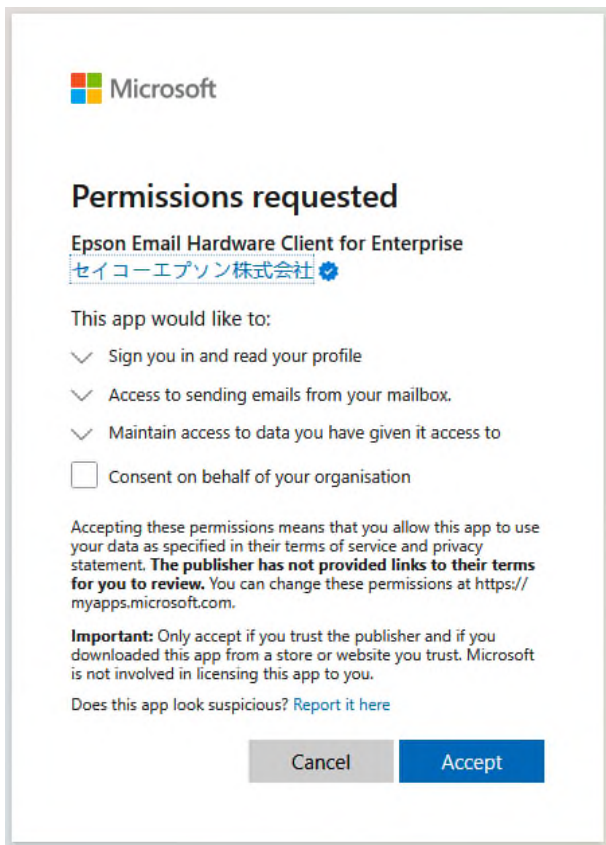 Microsoft
Permissions requested
Epson Email Hardware Client for Enterprise
セイコーエプソン株式会社
This app would like to:
Sign you in and read your profile
Access to sending emails from your mailbox.
Maintain access to data you have given it access to
Consent on behalf of your organisation
Accepting these permissions means that you allow this app to use
your data as specified in their terms of service and privacy
statement. The publisher has not provided links to their terms
for you to review. You can change these permissions at https://
myapps.microsoft.com.
Important: Only accept if you trust the publisher and if you
downloaded this app from a store or website you trust. Microsoft
is not involved in licensing this app to you.
Does this app look suspicious? Report it here
Cancel Accept